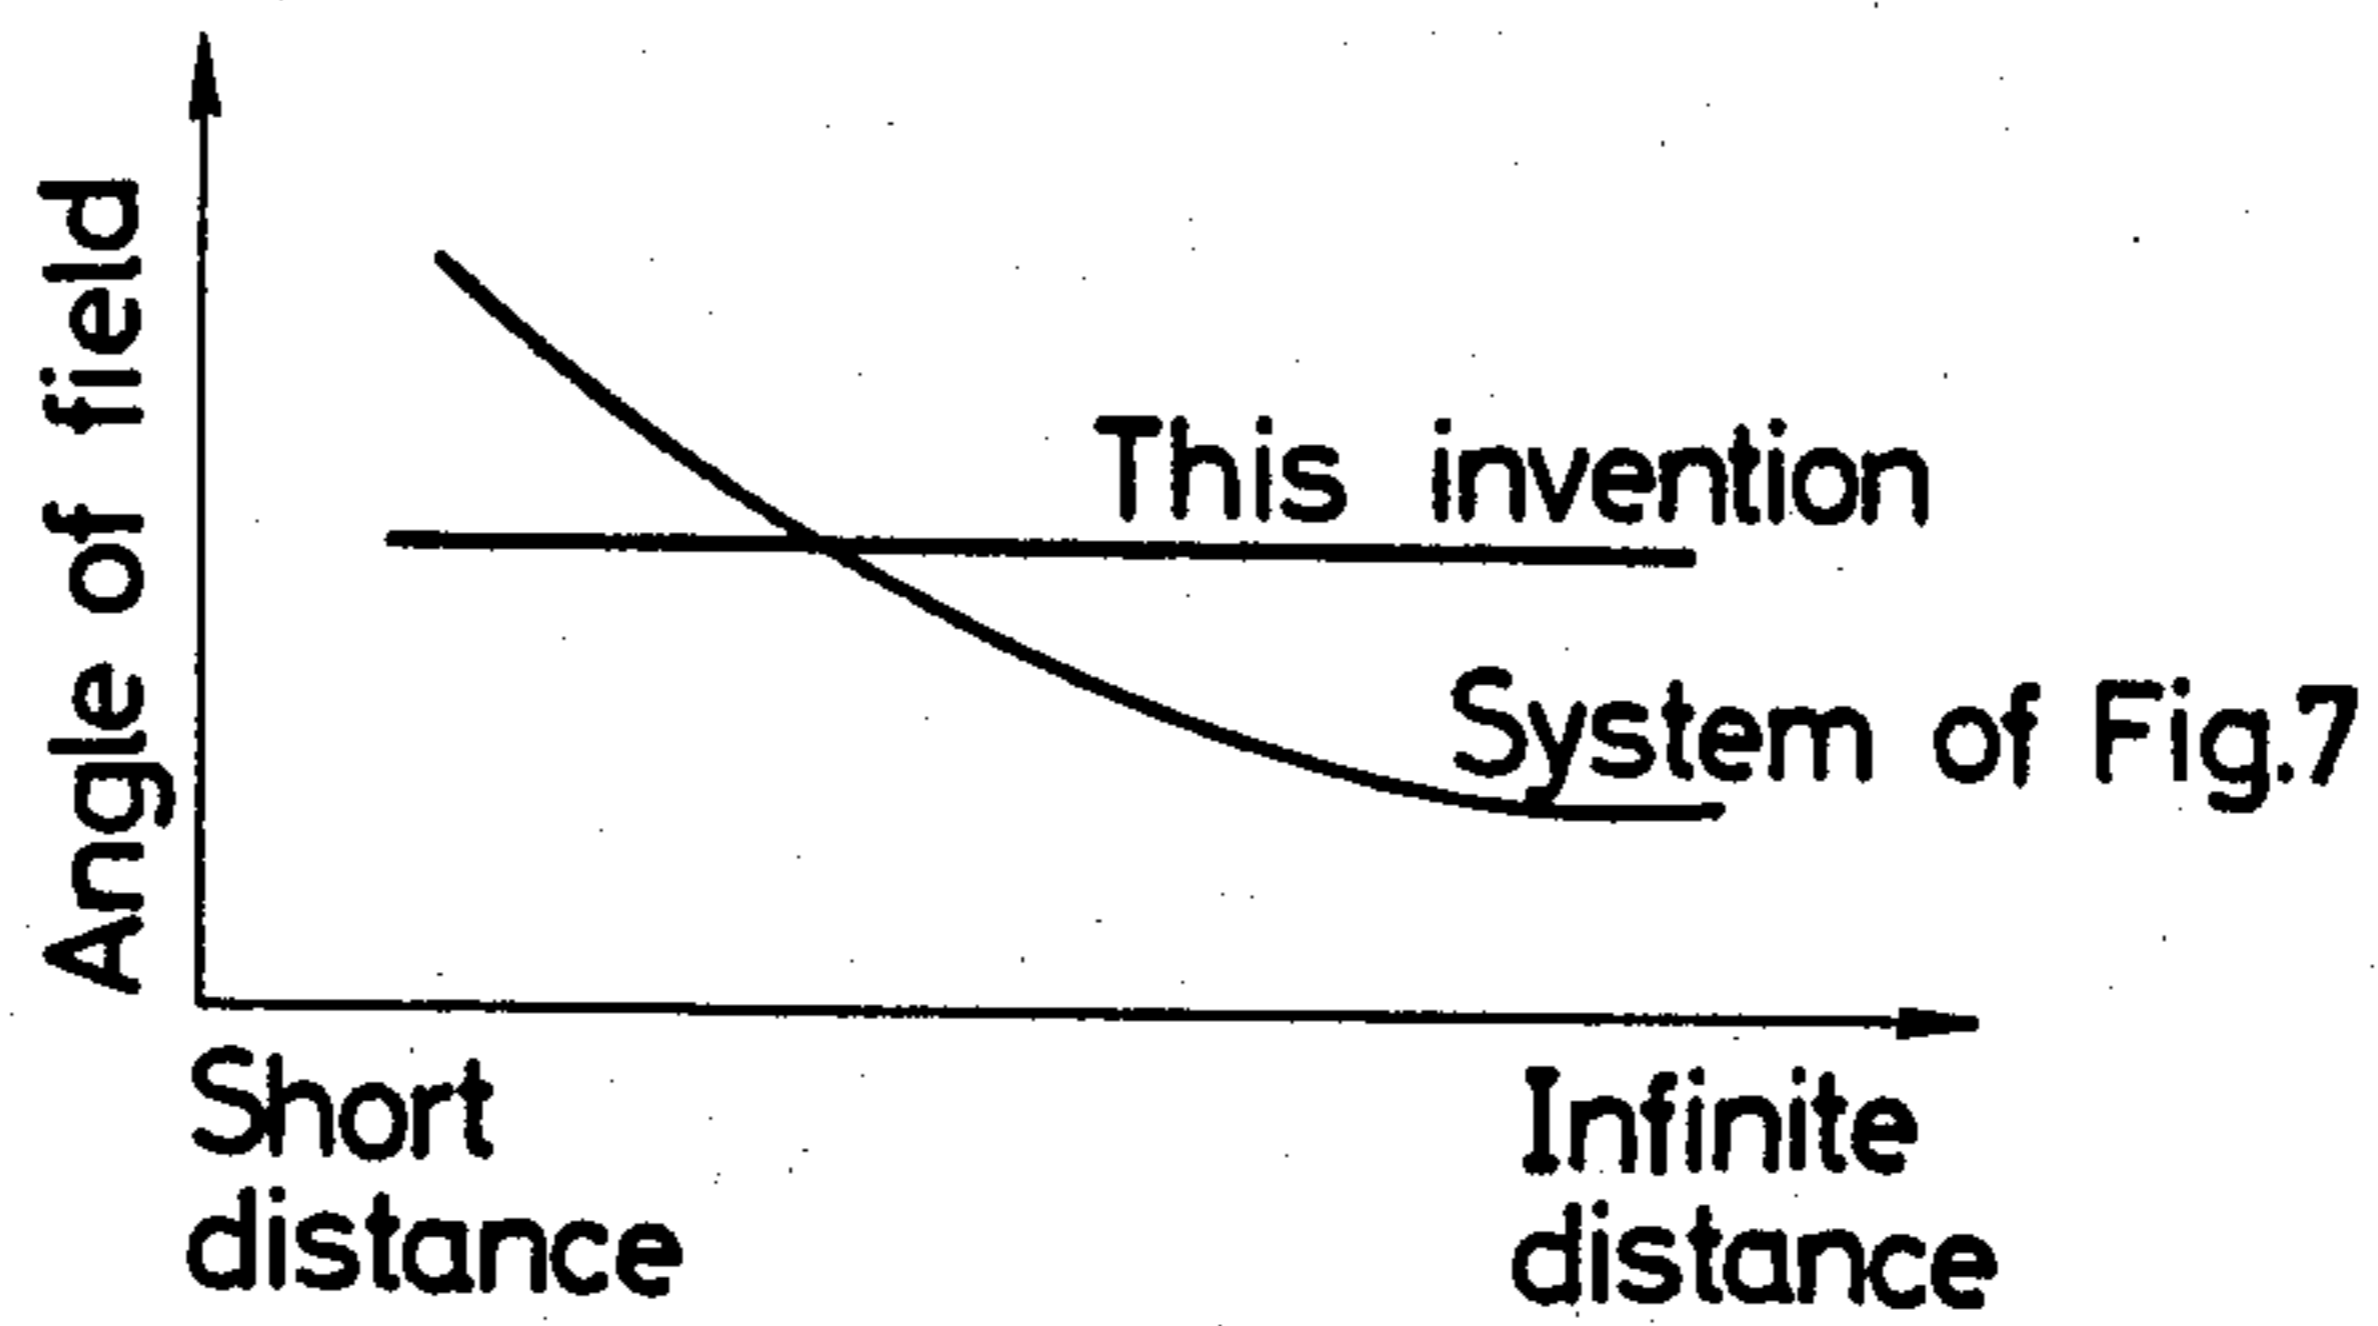 Angle of field
This invention
System of Fig.7
Short
distance
Infinite
distance